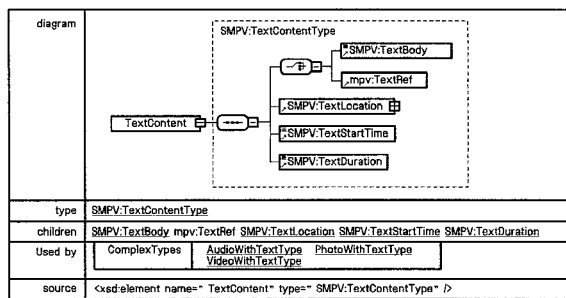 diagram
SMPV:TextContentType
SMPV:TextBody
mpv:TextRef
TextContent
SMPV:TextLocation
SMPV:TextStartTime
SMPV:TextDuration
type SMPV:TextContentType
children SMPV:TextBody mpv:TextRef SMPV:TextLocation SMPV:TextStartTime SMPV:TextDuration
Used by ComplexTypes AudioWithTextType PhotoWithTextType
VideoWithTextType
source <xsd:element name=" TextContent" type=" SMPV:TextContentType" />